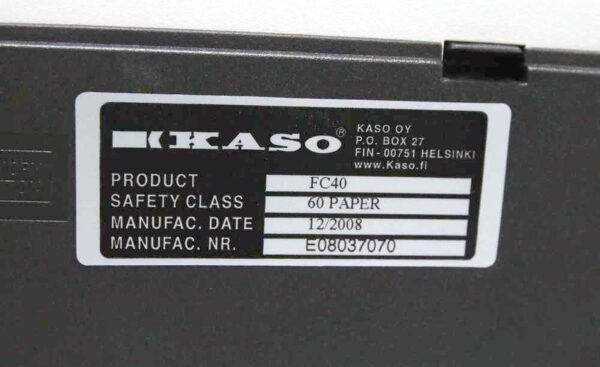 KASO®
KASO OY
P.O. BOX 27
FIN - 00751 HELSINKI
www.Kaso.fi
PRODUCT FC40
SAFETY CLASS 60 PAPER
MANUFAC. DATE 12/2008
MANUFAC. NR. E08037070